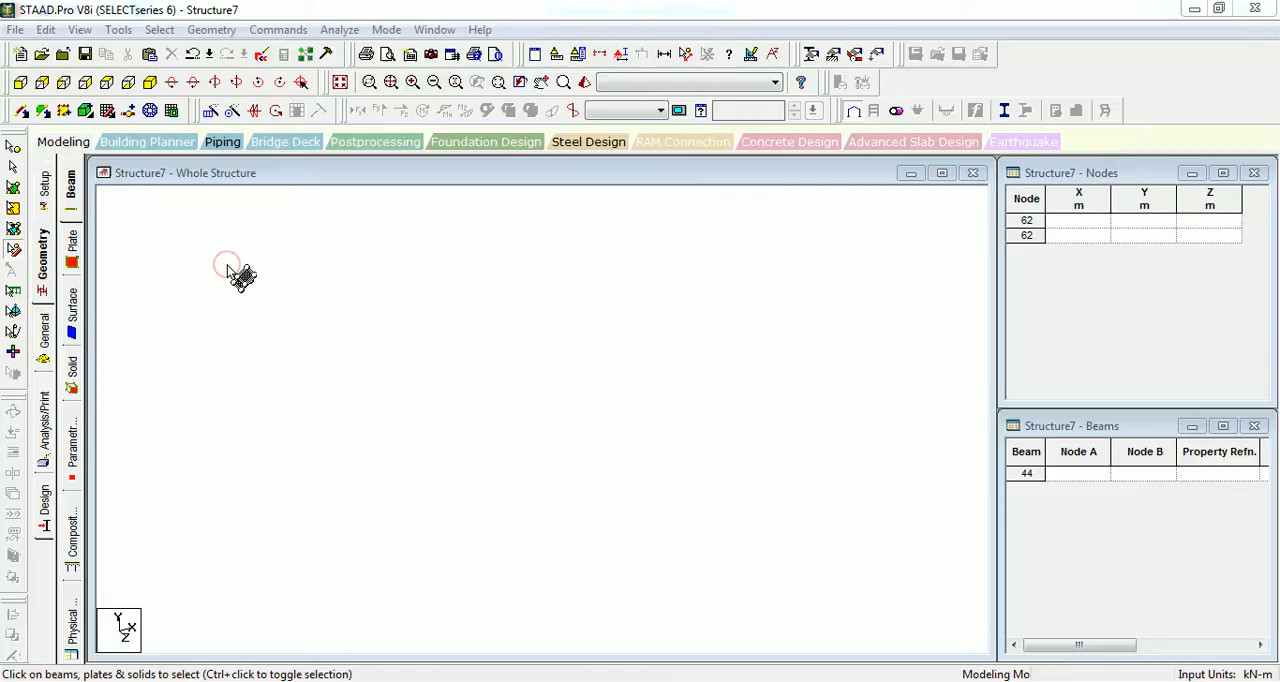 STAAD.Pro V8i (SELECTseries 6) - Structure7
File Edit View Tools Select Geometry Commands Analyze Mode Window Help
Modeling Building Planner Piping Bridge Deck Postprocessing Foundation Design Steel Design RAM Connection Concrete Design Advanced Slab Design Earthquake
Setup
Geometry
General
Analysis/Print
Design
Beam
Plate
Surface
Solid
Parametr...
Composit...
Physical ...
Structure7 - Whole Structure
Y
X
Z
Structure7 - Nodes
Node X m Y m Z m
62
62
Structure7 - Beams
Beam Node A Node B Property Refn.
44
Click on beams, plates & solids to select (Ctrl+click to toggle selection) Modeling Mo Input Units: kN-m